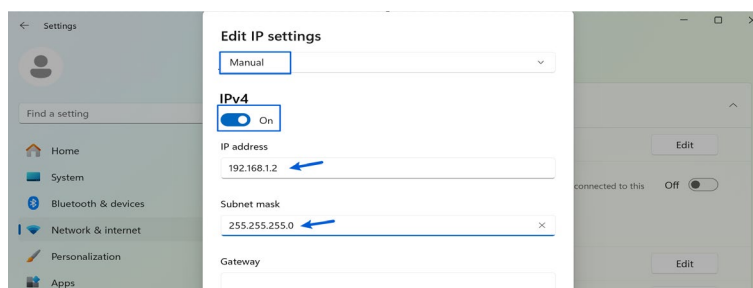 Settings
Find a setting
Home
System
Bluetooth & devices
Network & internet
Personalization
Apps
Edit IP settings
Manual
IPv4
On
IP address
192.168.1.2
Subnet mask
255.255.255.0
Gateway
Edit
connected to this
Off
Edit